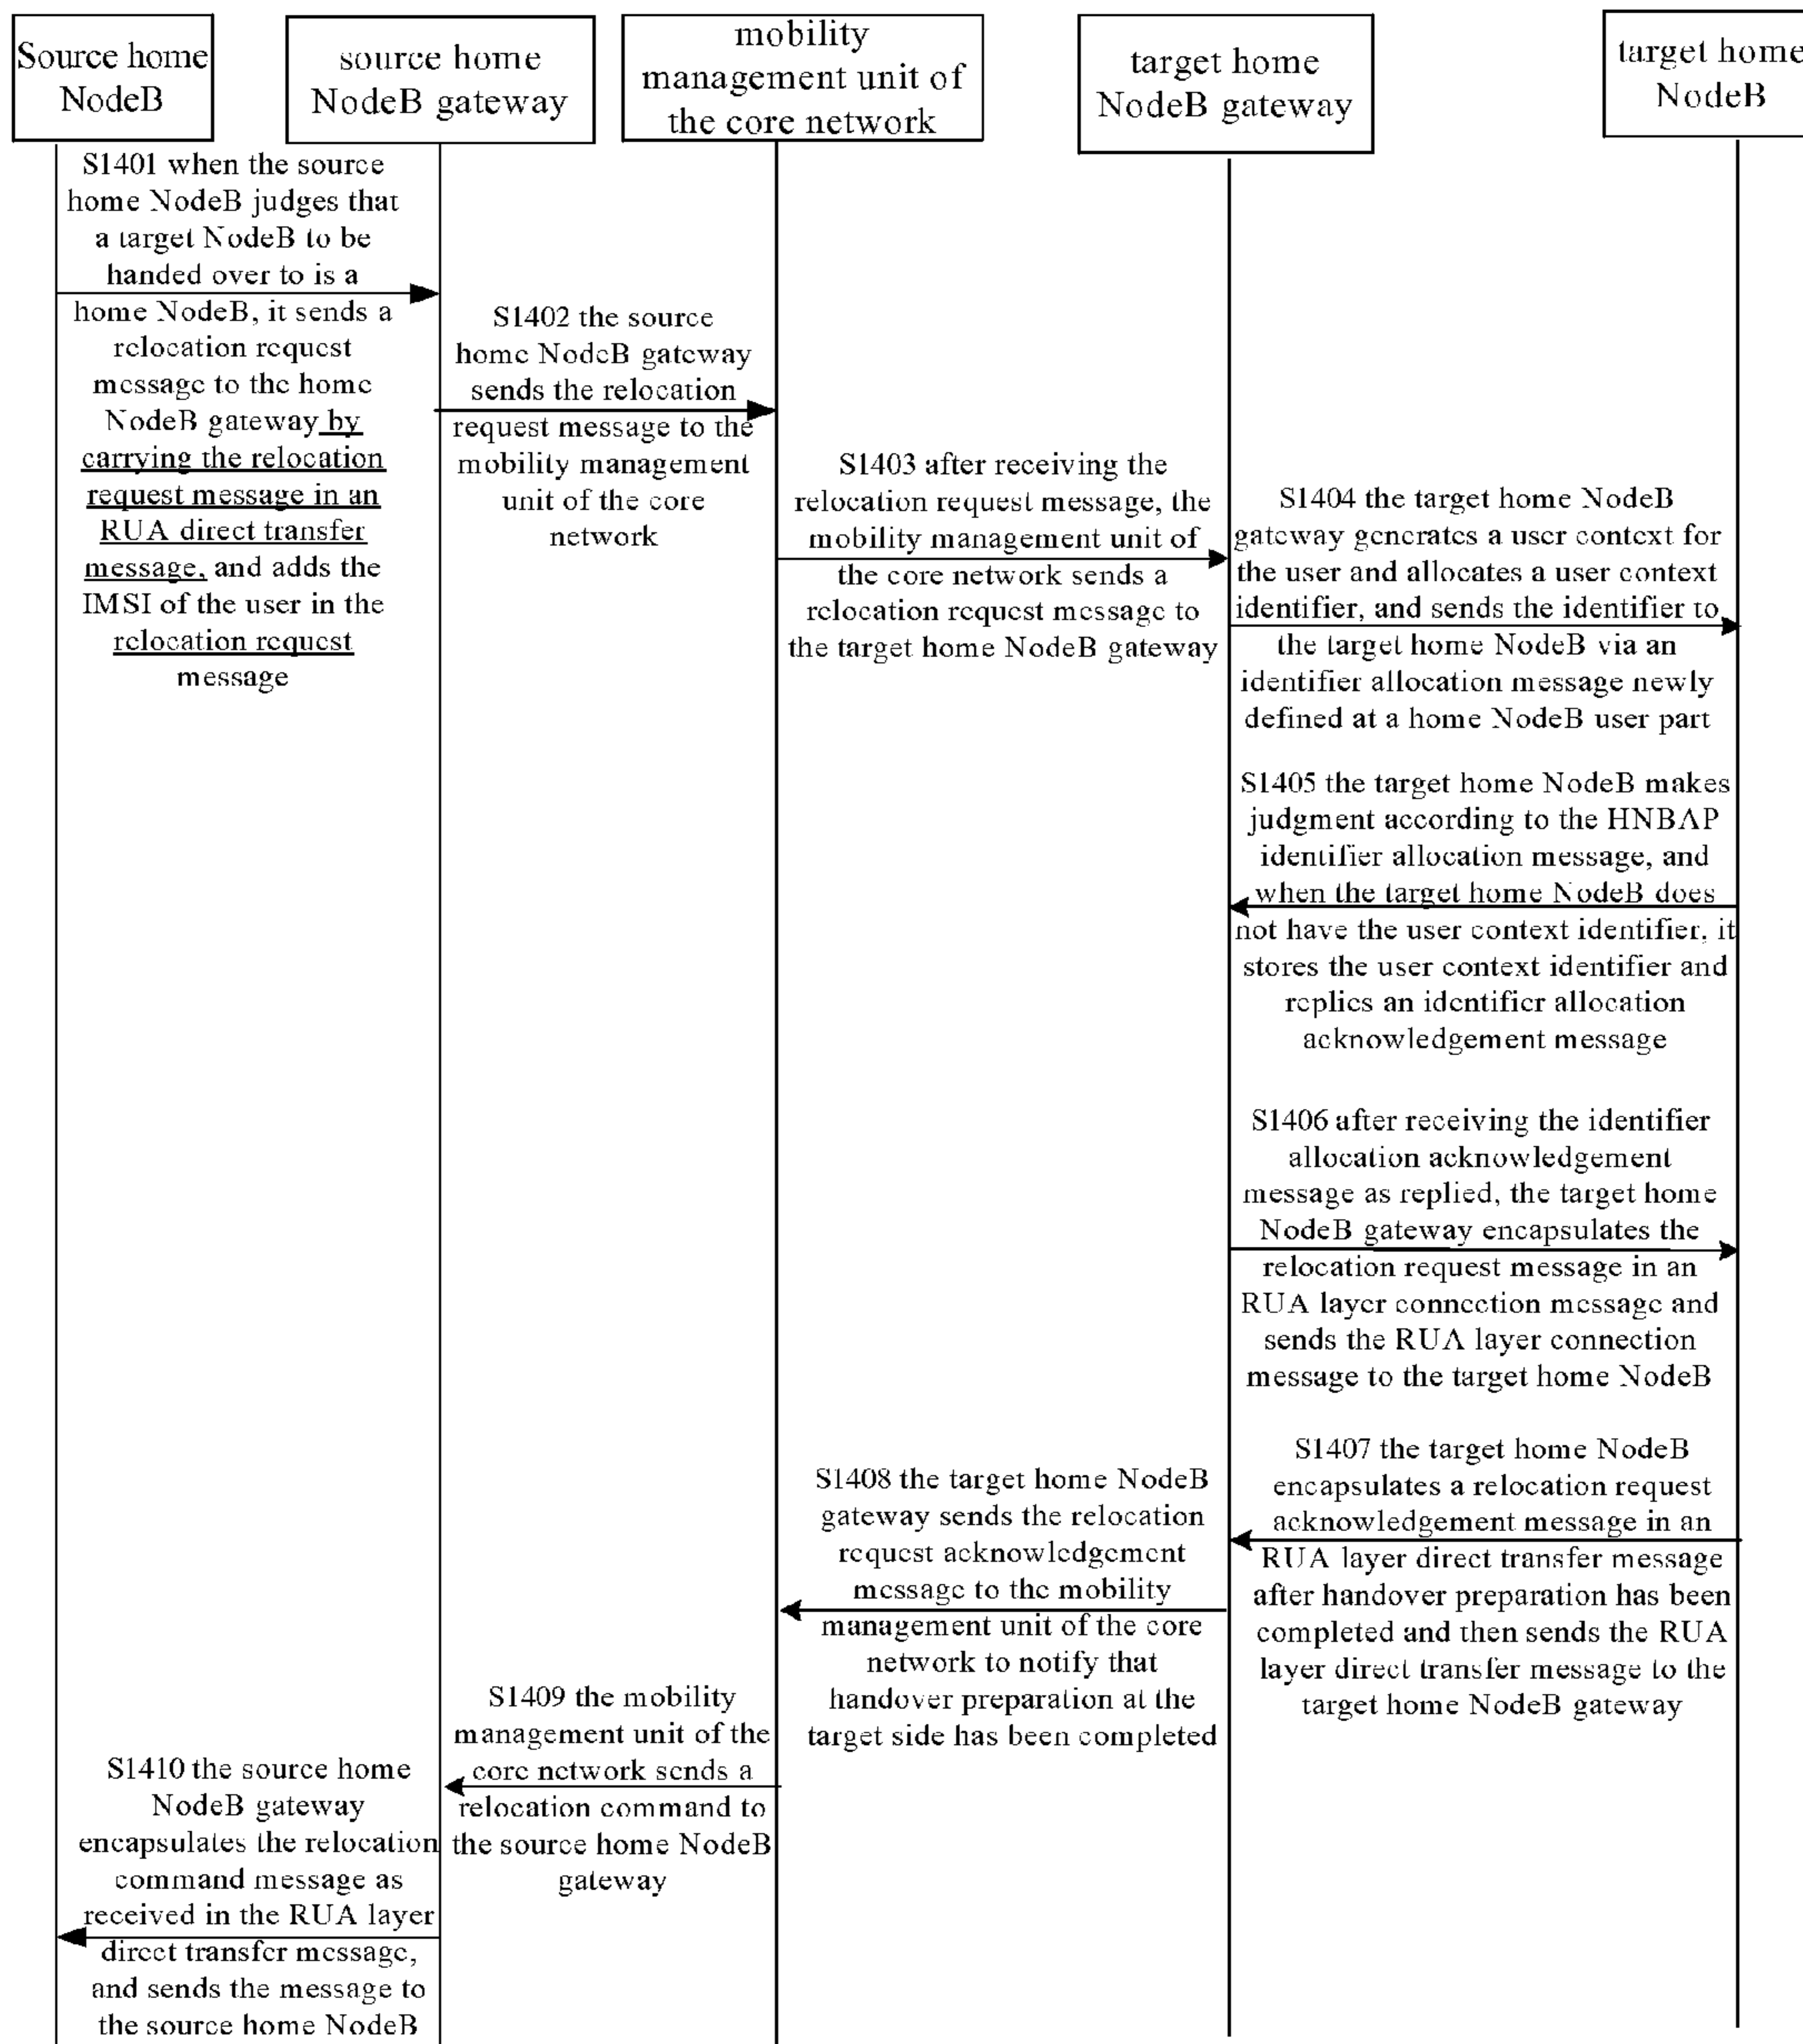 Source home
NodeB
source home
NodeB gateway
mobility
management unit of
the core network
target home
NodeB gateway
target home
NodeB
S1401 when the source
home NodeB judges that
a target NodeB to be
handed over to is a
home NodeB, it sends a
relocation request
message to the home
NodeB gateway by
carrying the relocation
request message in an
RUA direct transfer
message, and adds the
IMSI of the user in the
relocation request
message
S1402 the source
home NodeB gateway
sends the relocation
request message to the
mobility management
unit of the core
network
S1403 after receiving the
relocation request message, the
mobility management unit of
the core network sends a
relocation request message to
the target home NodeB gateway
S1404 the target home NodeB
gateway generates a user context for
the user and allocates a user context
identifier, and sends the identifier to
the target home NodeB via an
identifier allocation message newly
defined at a home NodeB user part
S1405 the target home NodeB makes
judgment according to the HNBAP
identifier allocation message, and
when the target home NodeB does
not have the user context identifier, it
stores the user context identifier and
replies an identifier allocation
acknowledgement message
S1406 after receiving the identifier
allocation acknowledgement
message as replied, the target home
NodeB gateway encapsulates the
relocation request message in an
RUA layer connection message and
sends the RUA layer connection
message to the target home NodeB
S1407 the target home NodeB
encapsulates a relocation request
acknowledgement message in an
RUA layer direct transfer message
after handover preparation has been
completed and then sends the RUA
layer direct transfer message to the
target home NodeB gateway
S1408 the target home NodeB
gateway sends the relocation
request acknowledgement
message to the mobility
management unit of the core
network to notify that
handover preparation at the
target side has been completed
S1409 the mobility
management unit of the
core network sends a
relocation command to
the source home NodeB
gateway
S1410 the source home
NodeB gateway
encapsulates the relocation
command message as
received in the RUA layer
direct transfer message,
and sends the message to
the source home NodeB